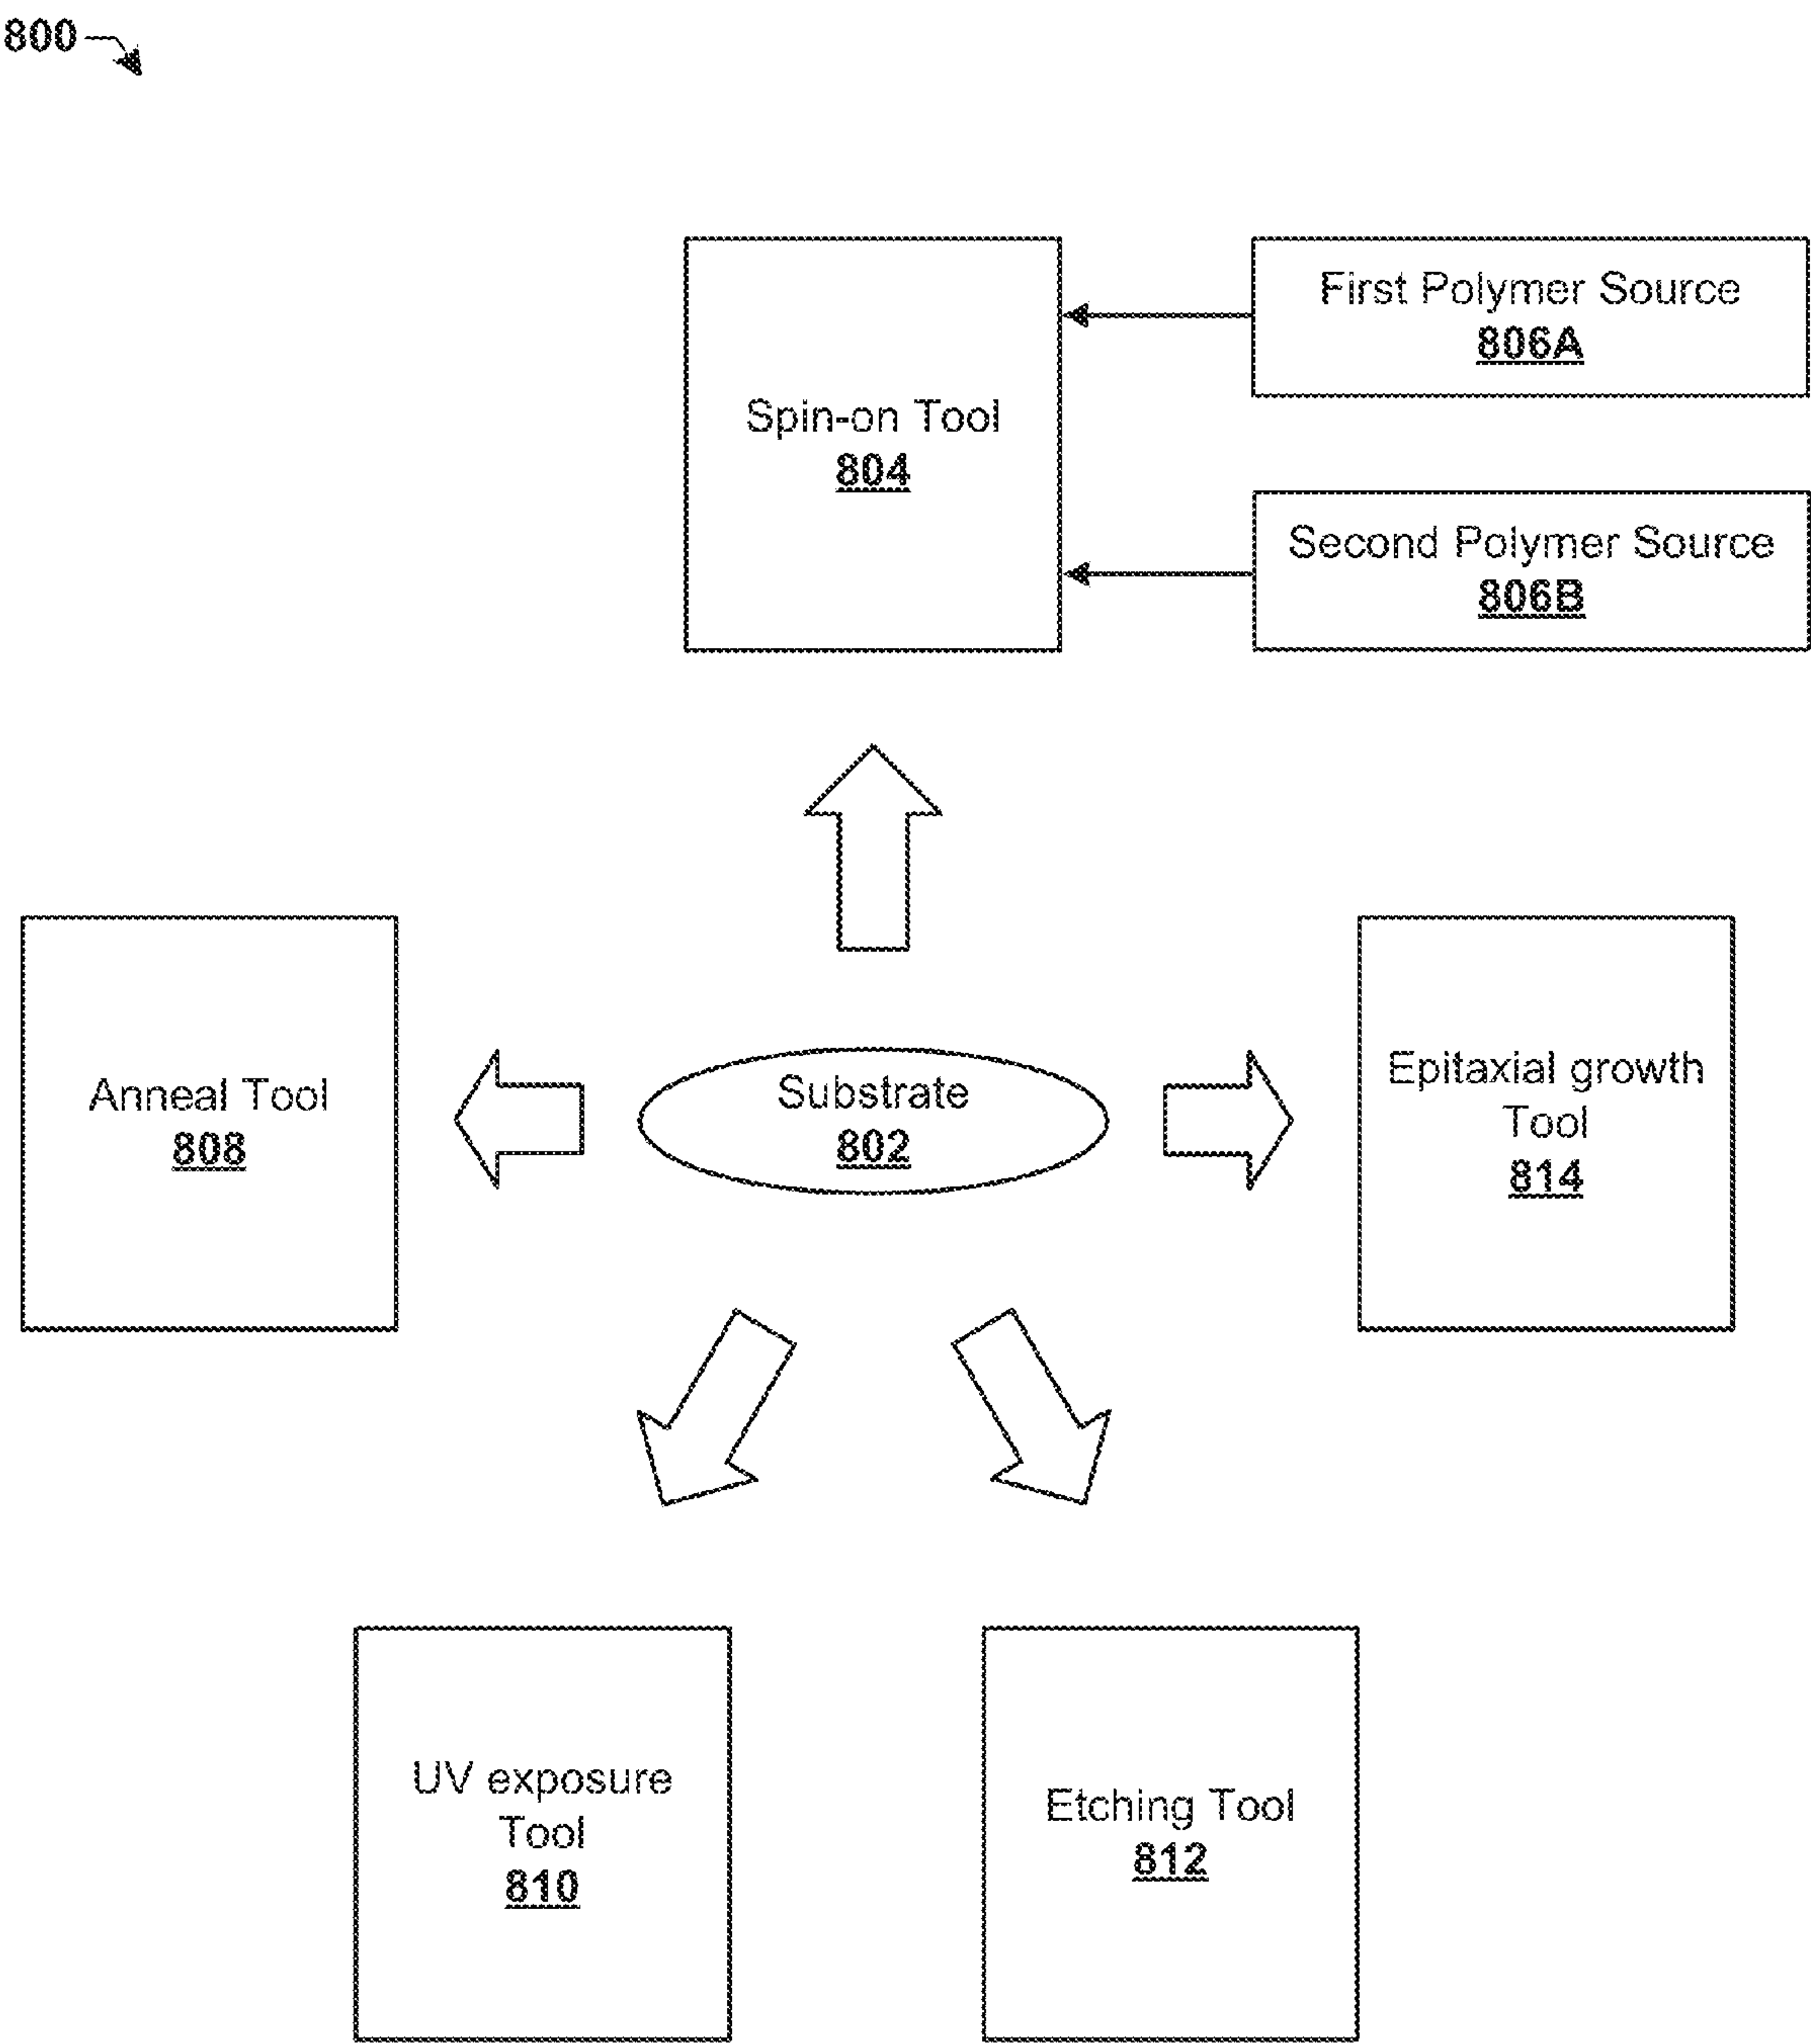 800
First Polymer Source
806A
Spin-on Tool
804
Second Polymer Source
806B
Anneal Tool
808
Substrate
802
Epitaxial growth
Tool
814
UV exposure
Tool
810
Etching Tool
812